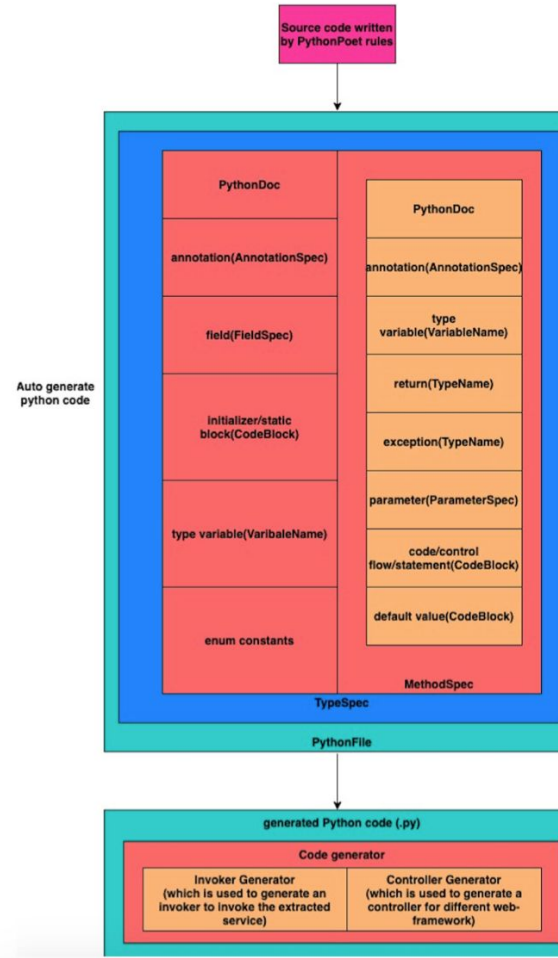 Source code written
by PythonPoet rules
Auto generate
python code
PythonDoc
annotation(AnnotationSpec)
field(FieldSpec)
initializer/static
block(CodeBlock)
type variable(VaribaleName)
enum constants
PythonDoc
annotation(AnnotationSpec)
type
variable(VariableName)
return(TypeName)
exception(TypeName)
parameter(ParameterSpec)
code/control
flow/statement(CodeBlock)
default value(CodeBlock)
MethodSpec
TypeSpec
PythonFile
generated Python code (.py)
Code generator
Invoker Generator
(which is used to generate an
invoker to invoke the extracted
service)
Controller Generator
(which is used to generate a
controller for different web-
framework)